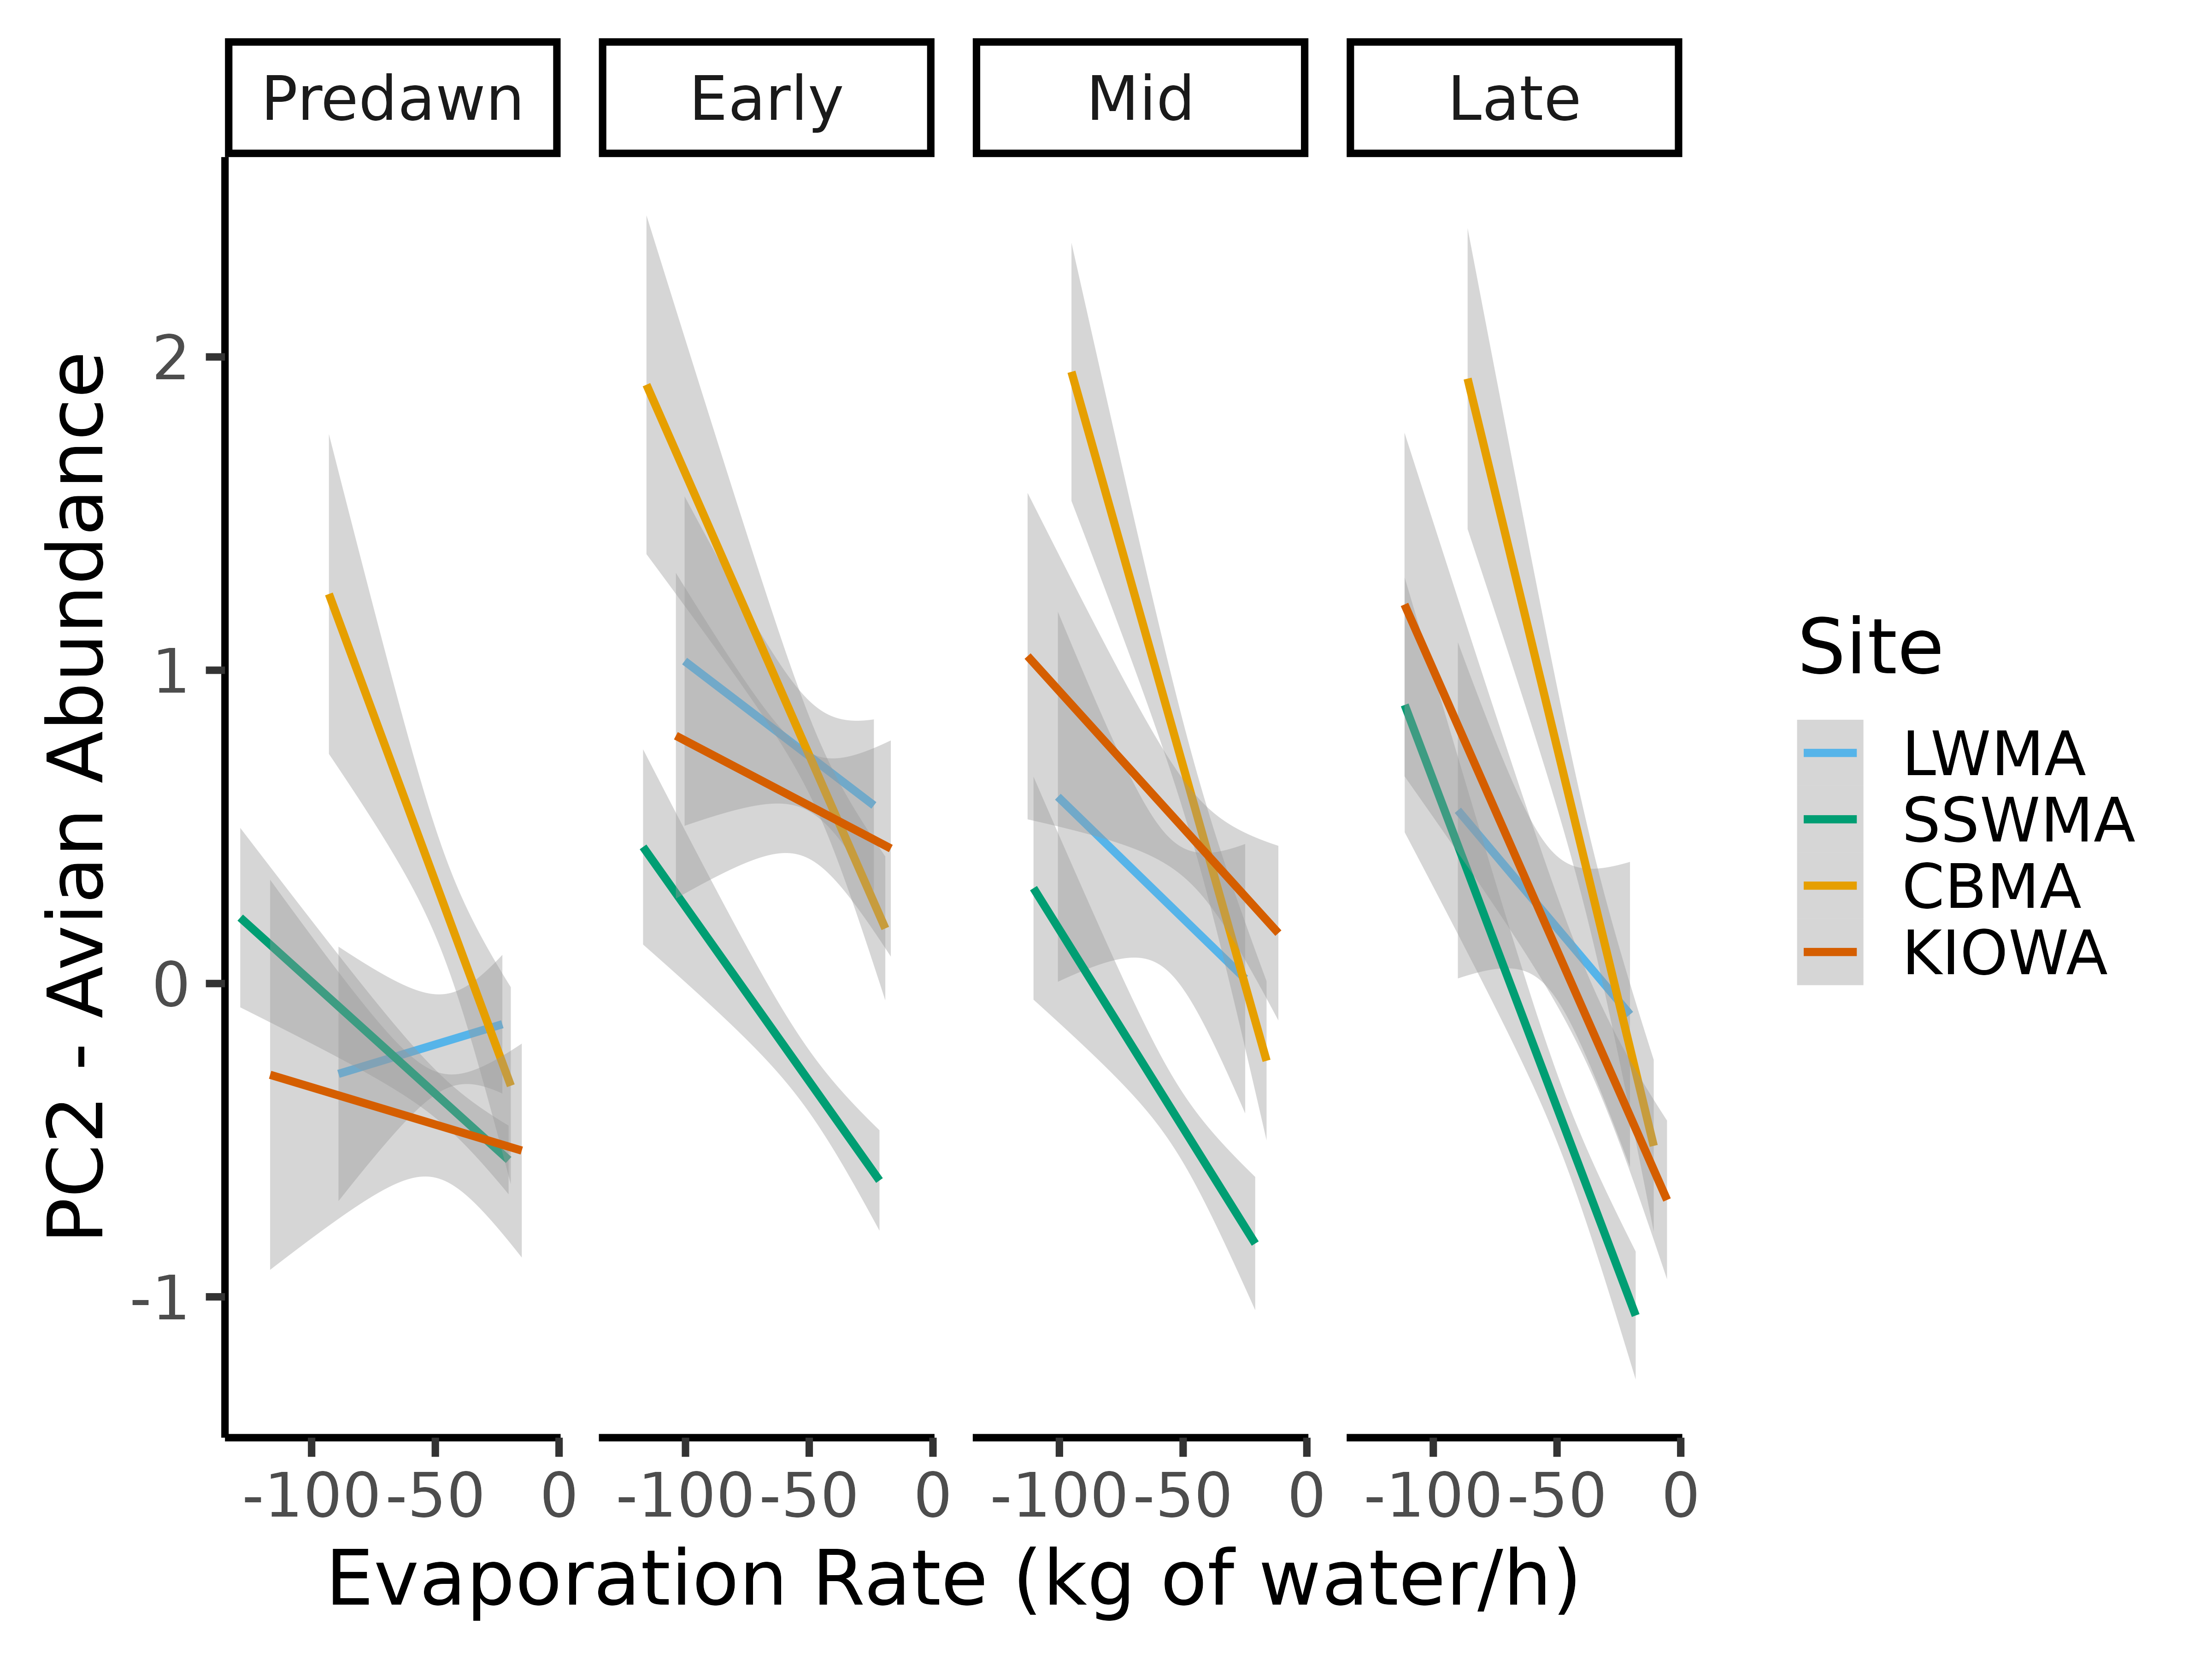 Predawn Early Mid Late
2
1
0
-1
PC2 - Avian Abundance
-100 -50 0 -100 -50 0 -100 -50 0 -100 -50 0
Evaporation Rate (kg of water/h)
Site
LWMA
SSWMA
CBMA
KIOWA